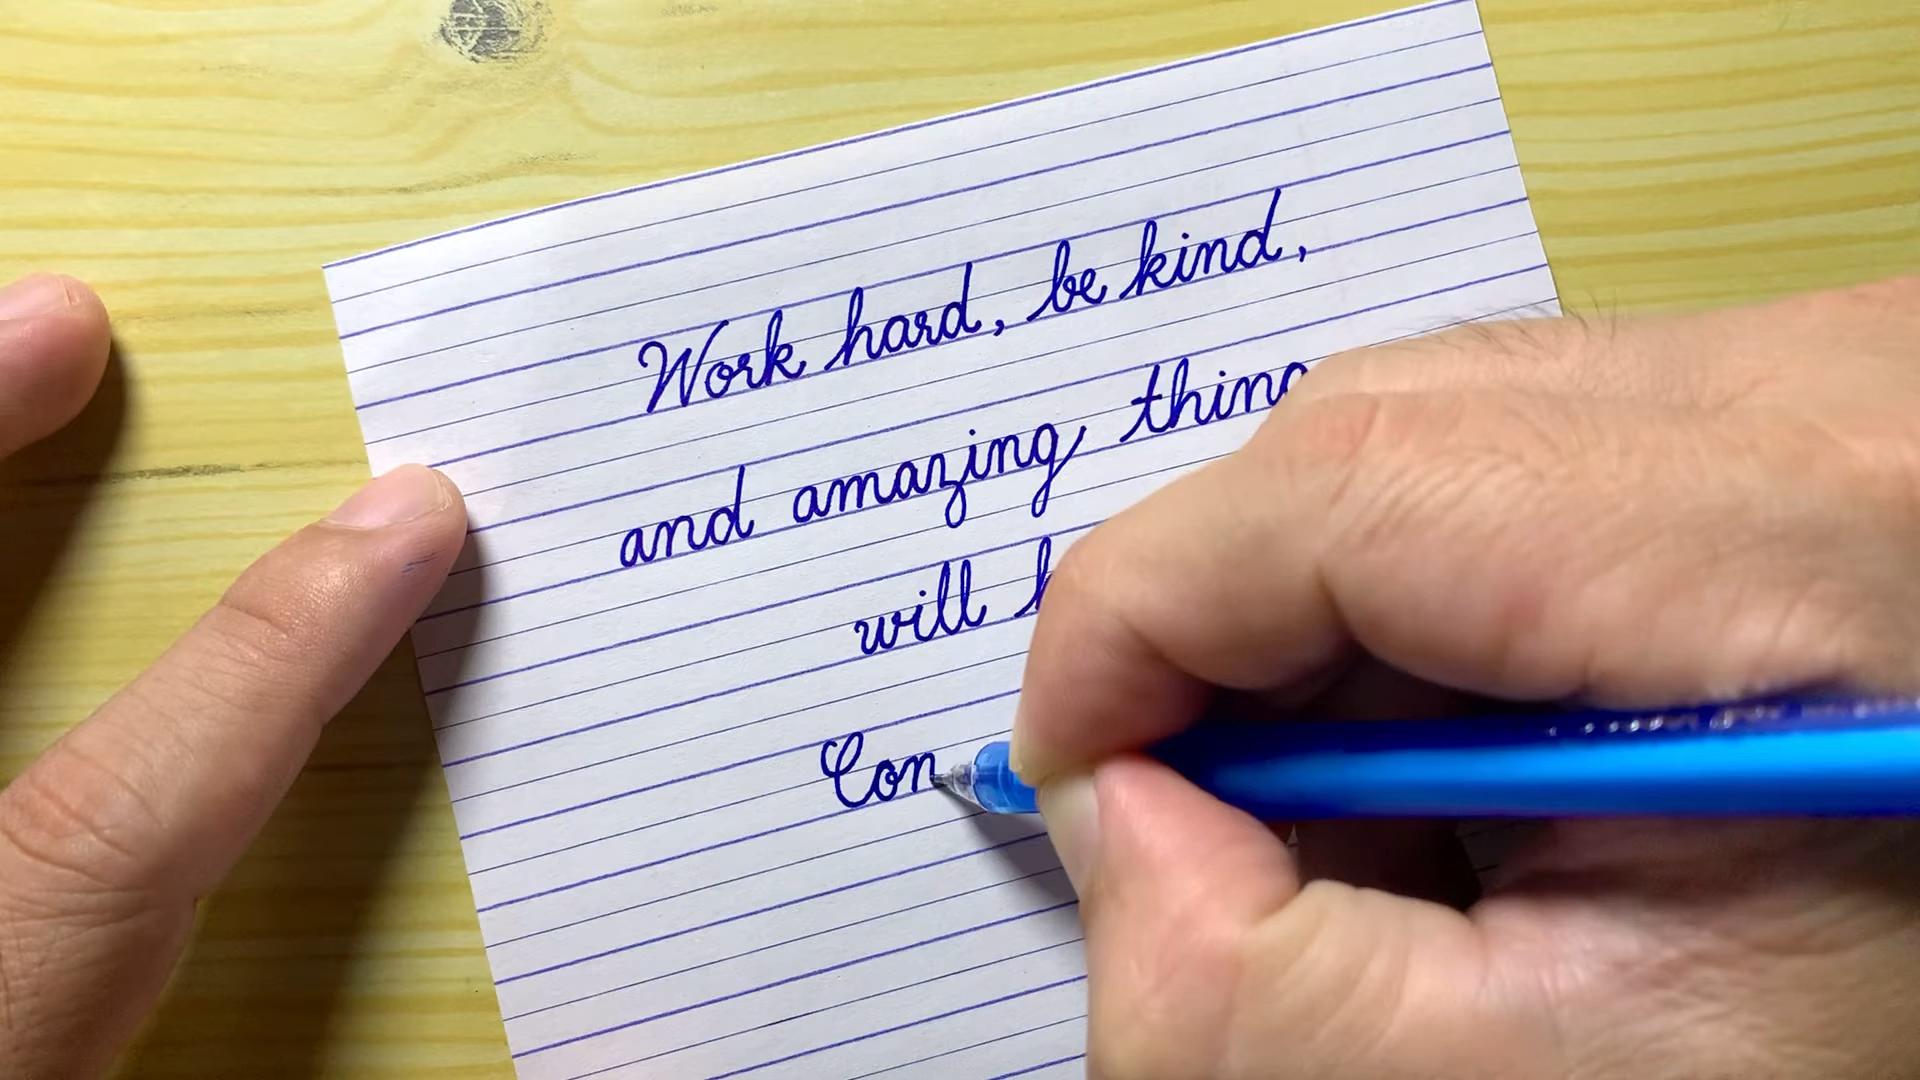 Work hard, be kind,
and amazing thing
will h
Con